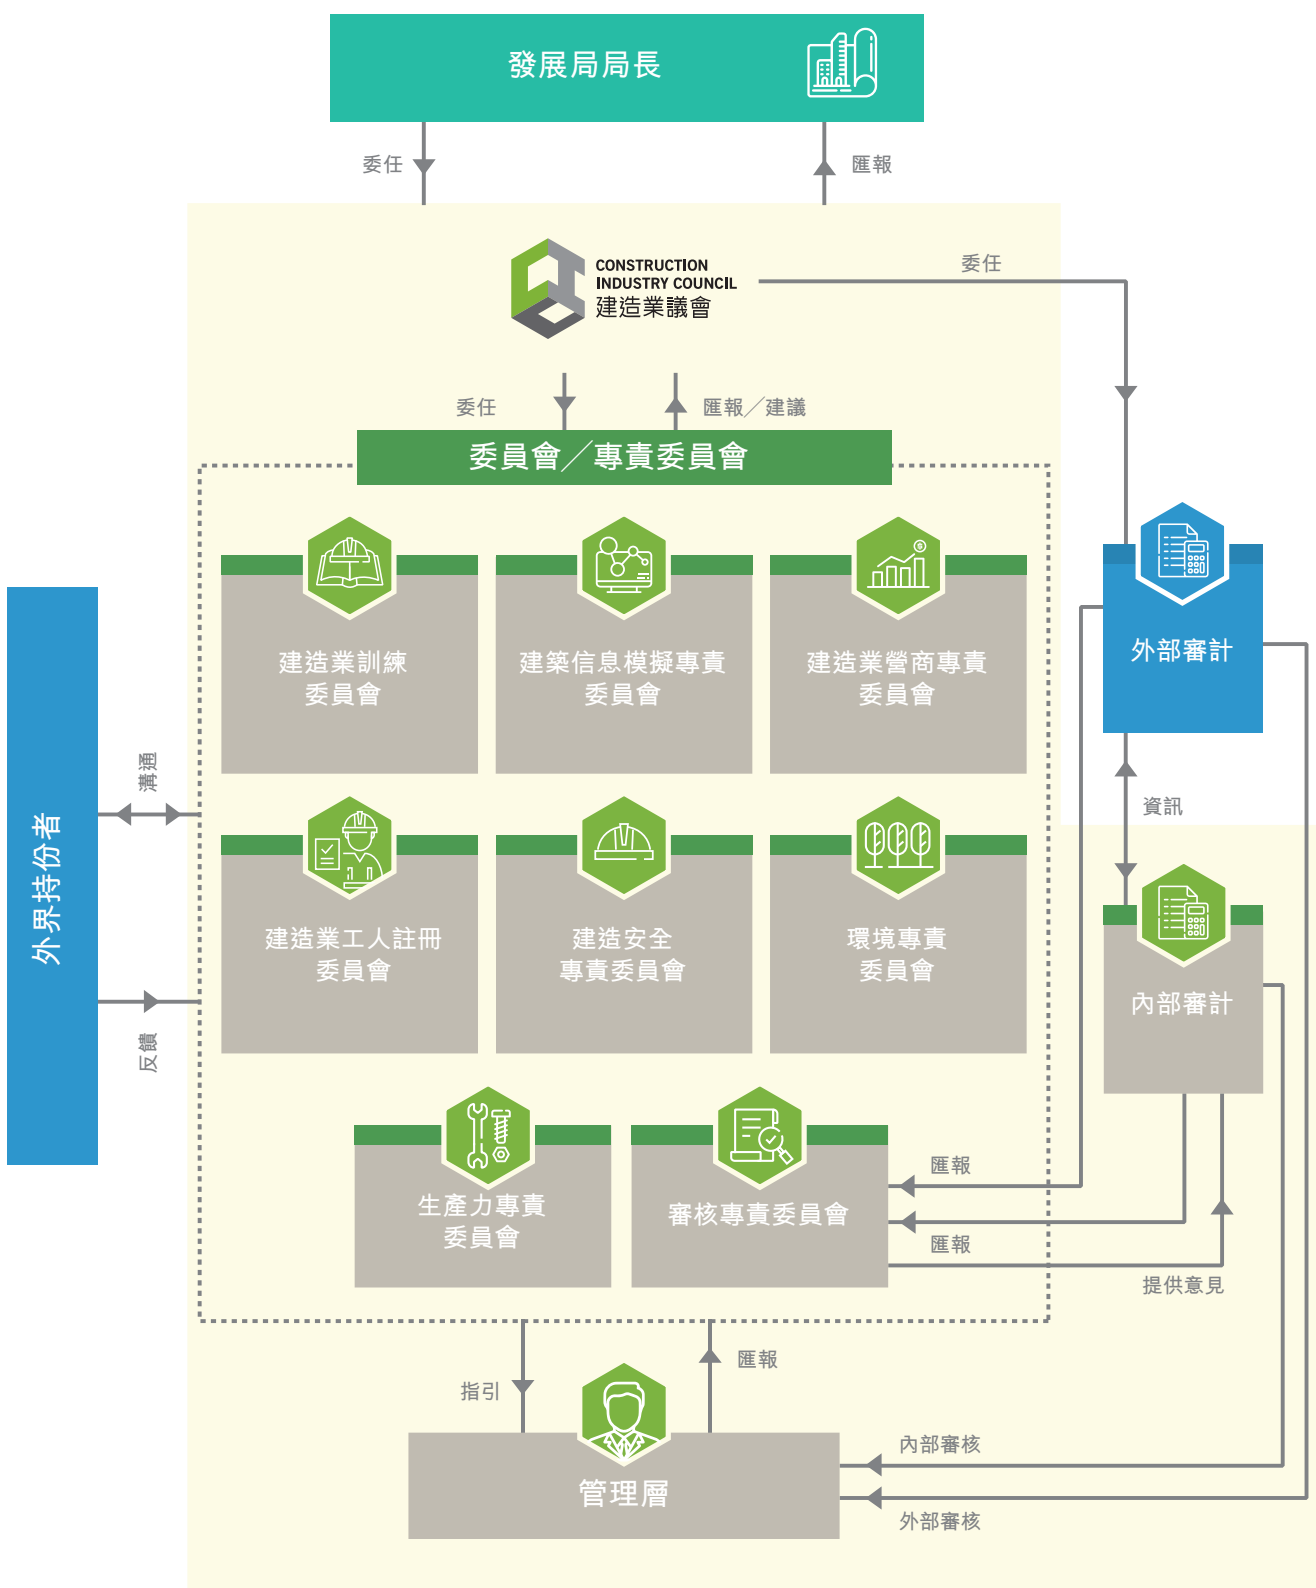 發展局局長
委任
匯報
CONSTRUCTION
INDUSTRY COUNCIL
建造業議會
委任
委任
匯報／建議
委員會／專責委員會
建造業訓練
委員會
建築信息模擬專責
委員會
建造業營商專責
委員會
外部審計
溝通
外界持份者
資訊
建造業工人註冊
委員會
建造安全
專責委員會
環境專責
委員會
內部審計
反饋
生產力專責
委員會
審核專責委員會
匯報
匯報
提供意見
指引
匯報
管理層
內部審核
外部審核